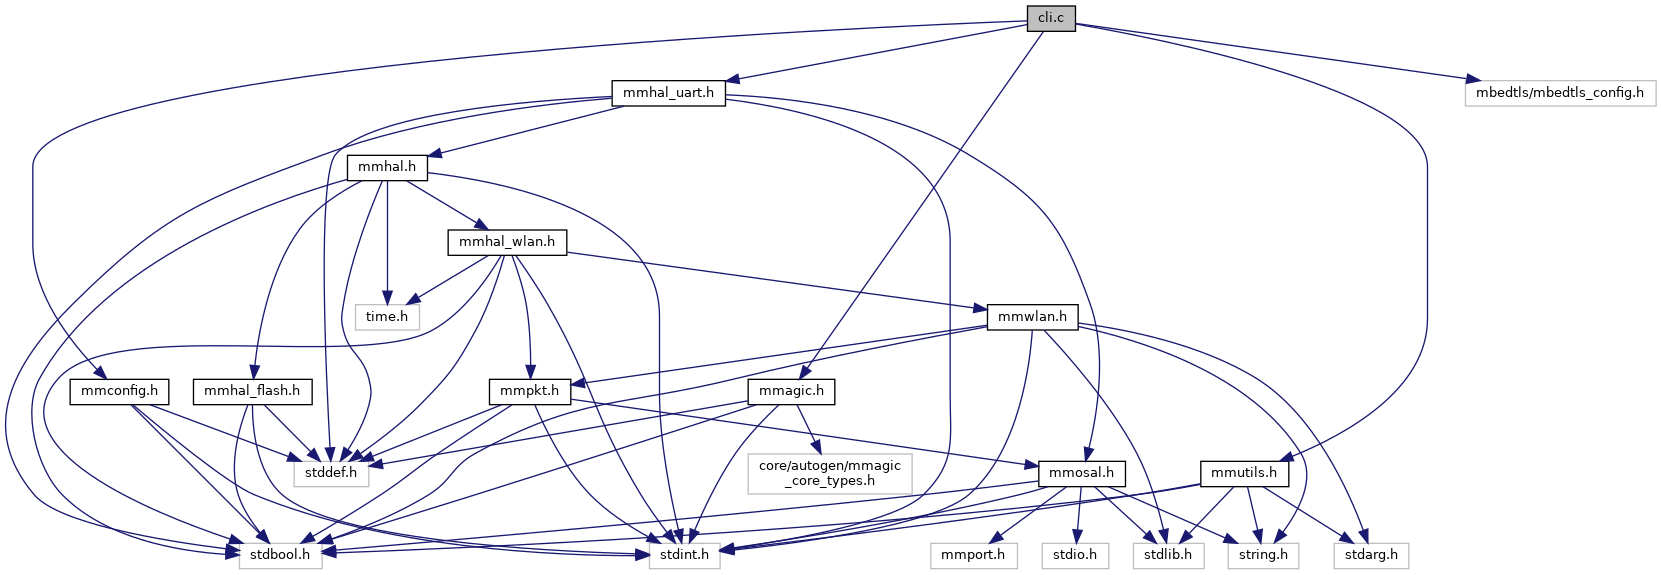 cli.c
mmhal_uart.h
mbedtls/mbedtls_config.h
mmhal.h
mmhal_wlan.h
time.h
mmwlan.h
mmconfig.h
mmhal_flash.h
mmpkt.h
mmagic.h
stddef.h
core/autogen/mmagic
_core_types.h
mmosal.h
mmutils.h
stdbool.h
stdint.h
mmport.h
stdio.h
stdlib.h
string.h
stdarg.h